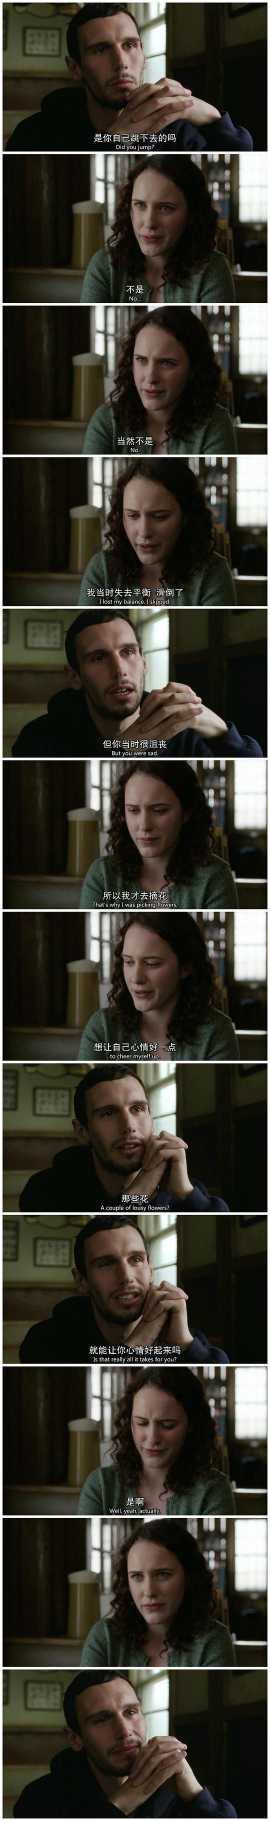 是你自己跳下去的吗
Did you jump?
不是
No...
当然不是
No.
我当时失去平衡 滑倒了
I lost my balance. I slipped.
但你当时很沮丧
But you were sad.
所以我才去摘花
That's why I was picking flowers,
想让自己心情好一点
to cheer myself up.
那些花
A couple of lousy flowers?
就能让你心情好起来吗
Is that really all it takes for you?
是啊
Well, yeah, actually.